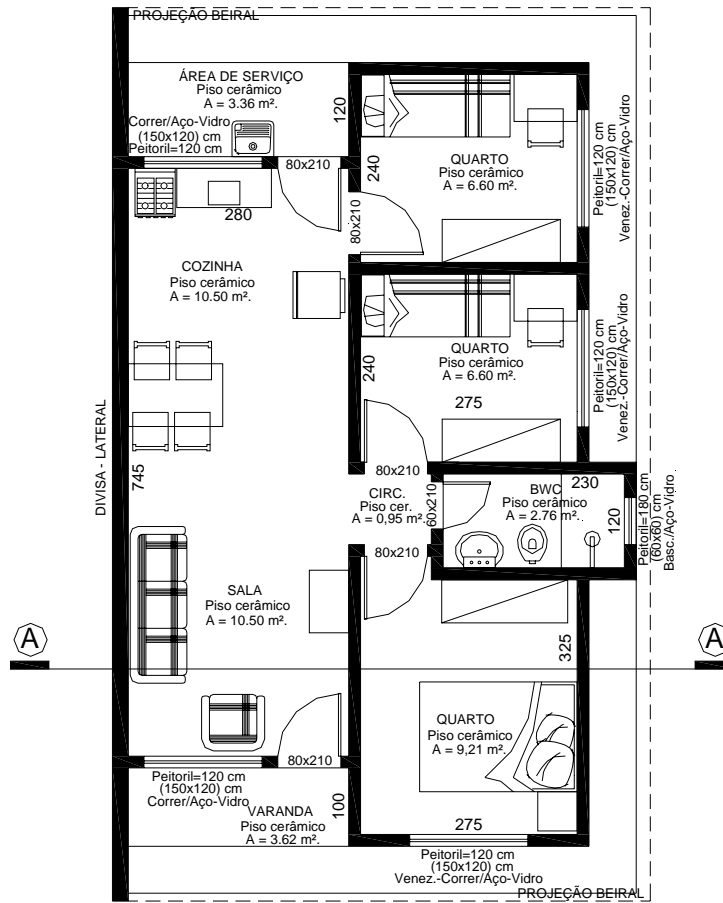 PROJEÇÃO BEIRAL
ÁREA DE SERVIÇO
Piso cerâmico
A = 3.36 m².
120
Correr/Aço-Vidro
(150x120) cm
Peitoril=120 cm
80x210
280
240
80x210
QUARTO
Piso cerâmico
A = 6.60 m².
Peitoril=120 cm
(150x120) cm
Venez.-Correr/Aço-Vidro
COZINHA
Piso cerâmico
A = 10.50 m².
QUARTO
Piso cerâmico
A = 6.60 m².
240
275
Peitoril=120 cm
(150x120) cm
Venez.-Correr/Aço-Vidro
DIVISA - LATERAL
745
80x210
CIRC.
Piso cer.
A = 0,95 m².
80x210
60x210
BWC
Piso cerâmico
A = 2.76 m².
230
120
Peitoril=180 cm
(60x60) cm
Basc./Aço-Vidro
SALA
Piso cerâmico
A = 10.50 m².
A
A
325
QUARTO
Piso cerâmico
A = 9,21 m².
80x210
Peitoril=120 cm
(150x120) cm
Correr/Aço-Vidro
100
VARANDA
Piso cerâmico
A = 3.62 m².
275
Peitoril=120 cm
(150x120) cm
Venez.-Correr/Aço-Vidro
PROJEÇÃO BEIRAL